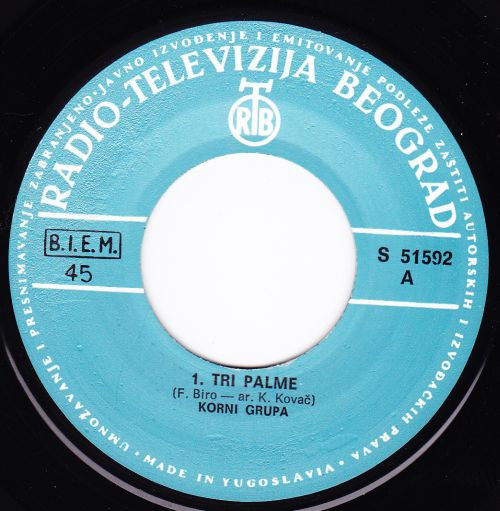 UMNOŽAVANJE I PRESNIMAVANJE ZABRANJENO · JAVNO IZVOĐENJE I EMITOVANJE PODLEŽE ZAŠTITI AUTORSKIH I IZVOĐAČKIH PRAVA ·
RADIO-TELEVIZIJA BEOGRAD
RTB
B.I.E.M.
45
S 51592
A
1. TRI PALME
(F. Biro — ar. K. Kovač)
KORNI GRUPA
MADE IN YUGOSLAVIA ·